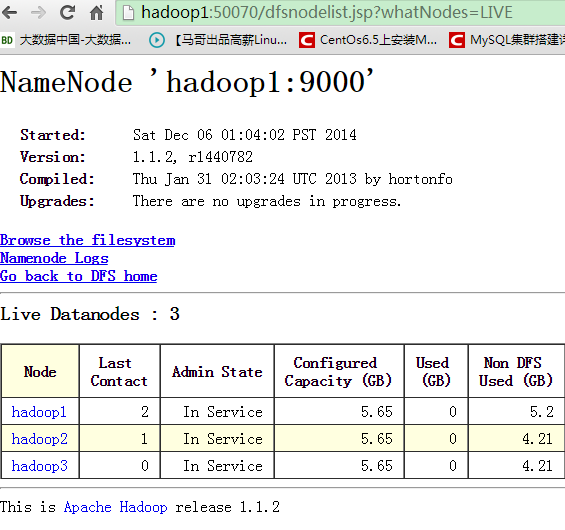 hadoop1:50070/dfsnodelist.jsp?whatNodes=LIVE
BD 大数据中国-大数据... 【马哥出品高薪Linu... C CentOs6.5上安装M... C MySQL集群搭建详
NameNode 'hadoop1:9000'
Started: Sat Dec 06 01:04:02 PST 2014
Version: 1.1.2, r1440782
Compiled: Thu Jan 31 02:03:24 UTC 2013 by hortonfo
Upgrades: There are no upgrades in progress.
Browse the filesystem
Namenode Logs
Go back to DFS home
Live Datanodes : 3
Node Last Contact Admin State Configured Capacity (GB) Used (GB) Non DFS Used (GB)
hadoop1 2 In Service 5.65 0 5.2
hadoop2 1 In Service 5.65 0 4.21
hadoop3 0 In Service 5.65 0 4.21
This is Apache Hadoop release 1.1.2